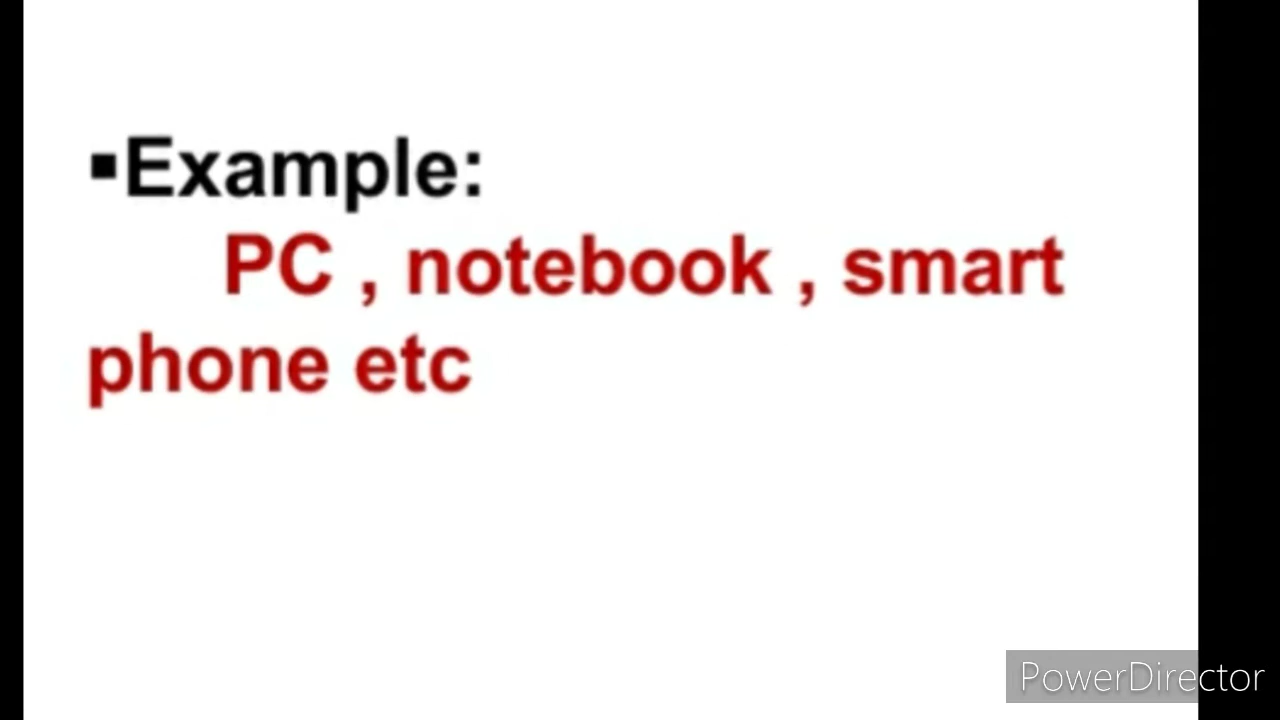 ▪Example:
PC , notebook , smart
phone etc
PowerDirector